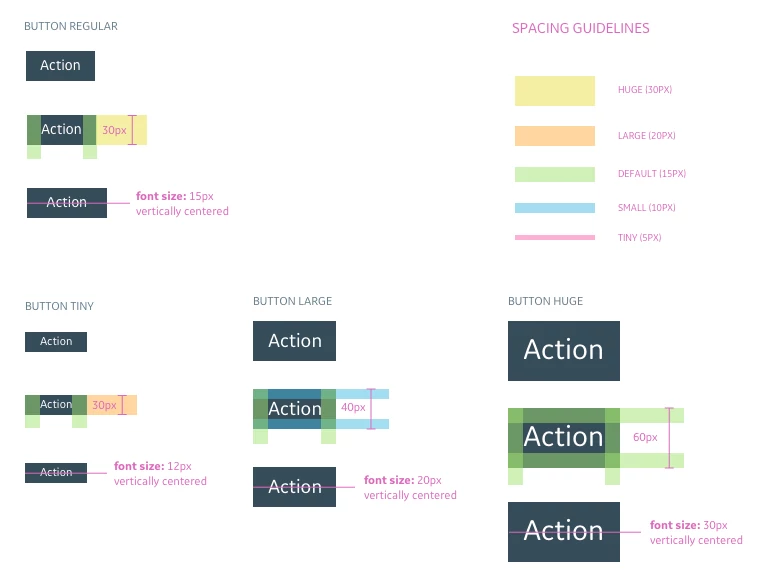 BUTTON REGULAR
Action
Action
30px
Action
font size: 15px
vertically centered
SPACING GUIDELINES
HUGE (30PX)
LARGE (20PX)
DEFAULT (15PX)
SMALL (10PX)
TINY (5PX)
BUTTON TINY
Action
Action
30px
Action
font size: 12px
vertically centered
BUTTON LARGE
Action
Action
40px
Action
font size: 20px
vertically centered
BUTTON HUGE
Action
Action
60px
Action
font size: 30px
vertically centered